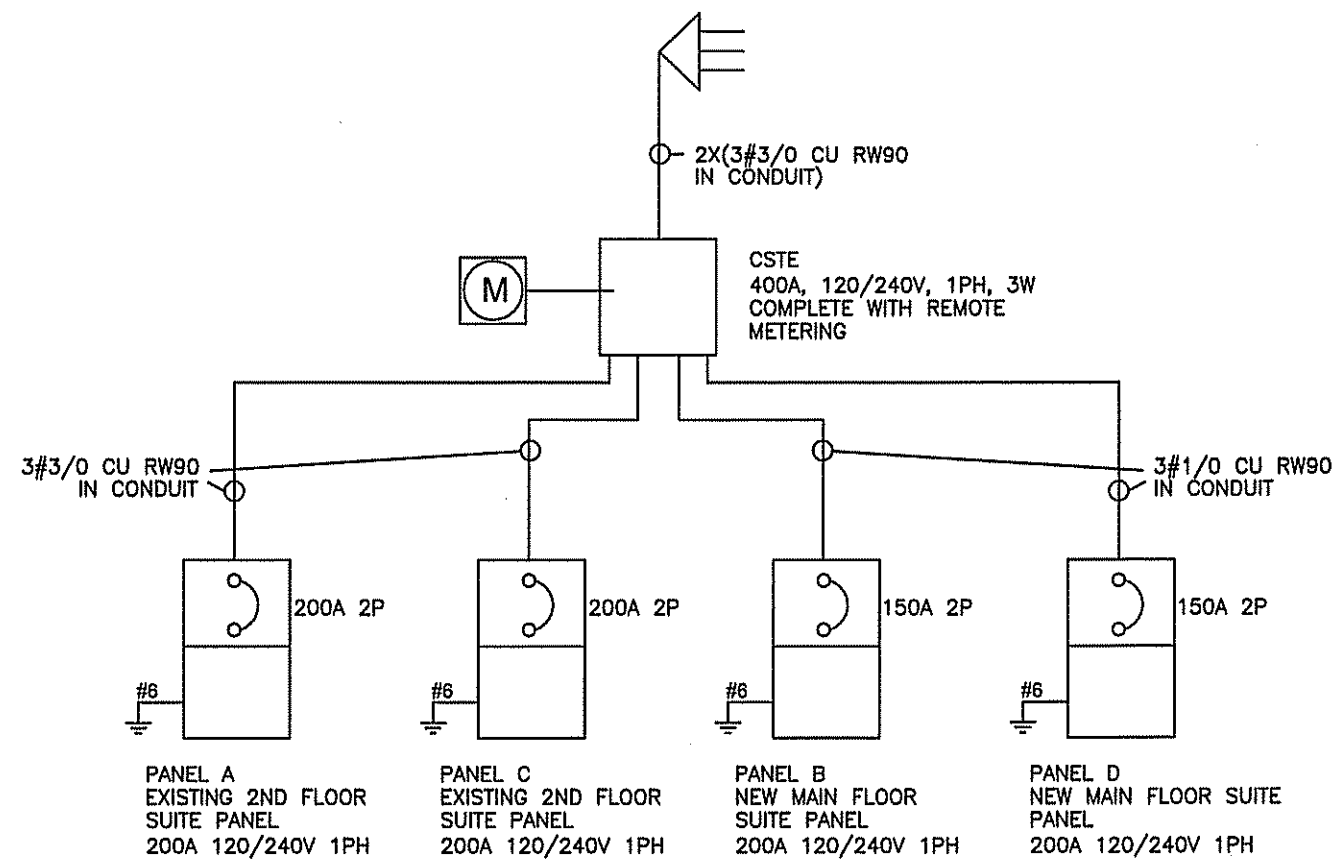 2X(3#3/0 CU RW90
IN CONDUIT)
CSTE
400A, 120/240V, 1PH, 3W
COMPLETE WITH REMOTE
METERING
M
3#3/0 CU RW90
IN CONDUIT
3#1/0 CU RW90
IN CONDUIT
200A 2P
200A 2P
150A 2P
150A 2P
#6
#6
#6
#6
PANEL A
EXISTING 2ND FLOOR
SUITE PANEL
200A 120/240V 1PH
PANEL C
EXISTING 2ND FLOOR
SUITE PANEL
200A 120/240V 1PH
PANEL B
NEW MAIN FLOOR
SUITE PANEL
200A 120/240V 1PH
PANEL D
NEW MAIN FLOOR SUITE
PANEL
200A 120/240V 1PH